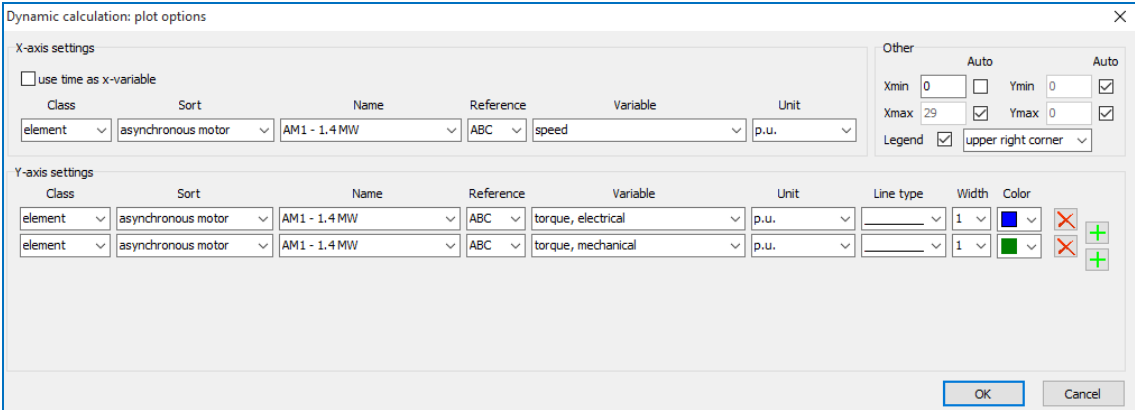 Dynamic calculation: plot options
X-axis settings
use time as x-variable
Class Sort Name Reference Variable Unit
element asynchronous motor AM1 - 1.4 MW ABC speed p.u.
Other
Auto Auto
Xmin 0 Ymin 0
Xmax 29 Ymax 0
Legend upper right corner
Y-axis settings
Class Sort Name Reference Variable Unit Line type Width Color
element asynchronous motor AM1 - 1.4 MW ABC torque, electrical p.u. 1
element asynchronous motor AM1 - 1.4 MW ABC torque, mechanical p.u. 1
OK Cancel